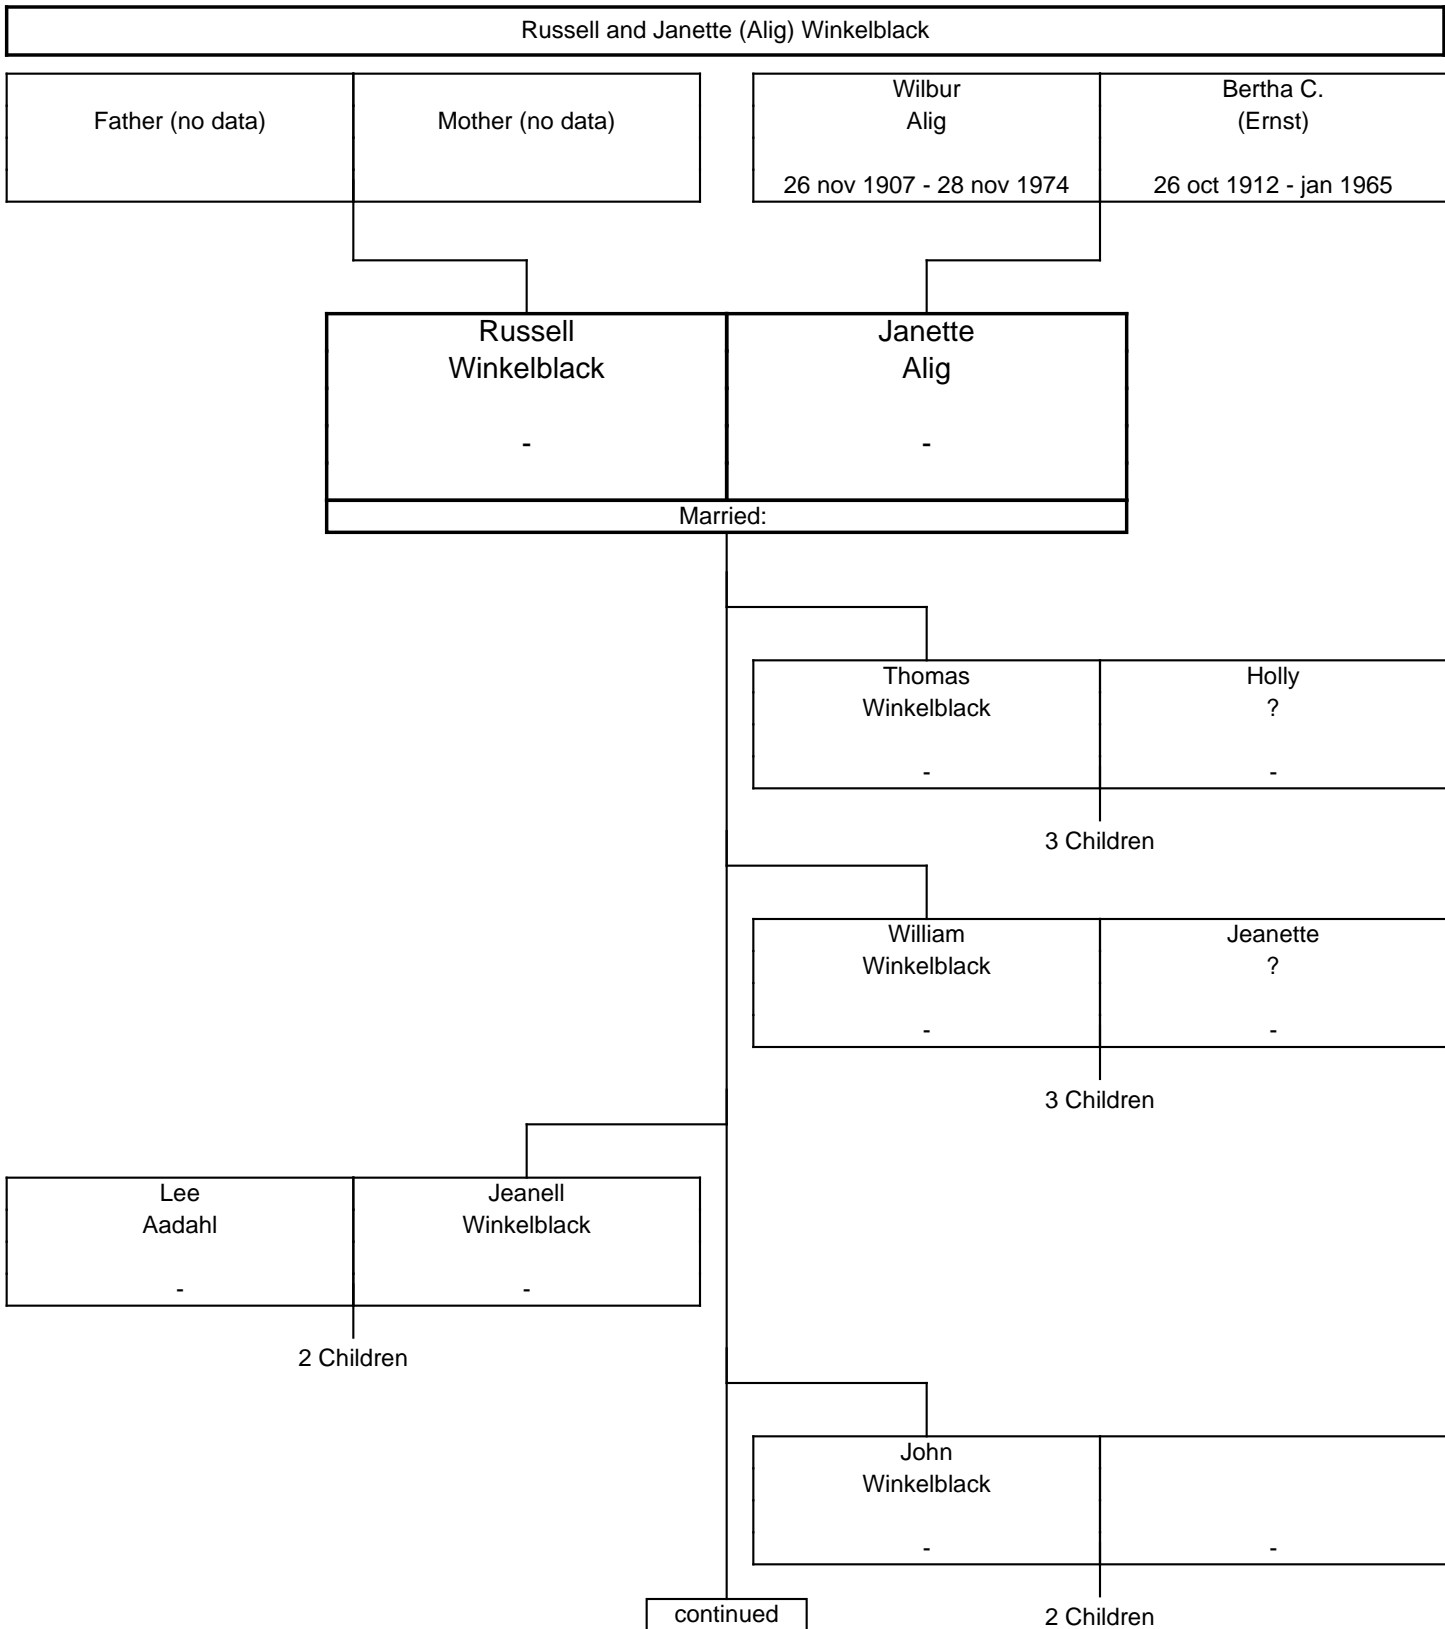 Russell and Janette (Alig) Winkelblack
Father (no data)
Mother (no data)
Wilbur
Alig
26 nov 1907 - 28 nov 1974
Bertha C.
(Ernst)
26 oct 1912 - jan 1965
Russell
Winkelblack
-
Janette
Alig
-
Married:
Thomas
Winkelblack
-
Holly
?
-
3 Children
William
Winkelblack
-
Jeanette
?
-
3 Children
Lee
Aadahl
-
Jeanell
Winkelblack
-
2 Children
John
Winkelblack
-
-
2 Children
continued